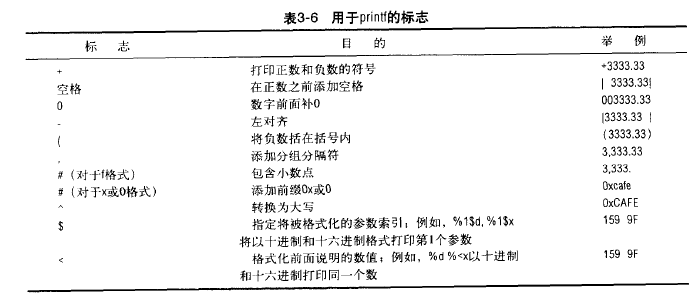 表3-6 用于printf的标志
标 志 目 的 举 例
+ 打印正数和负数的符号 +3333.33
空格 在正数之前添加空格 | 3333.33|
0 数字前面补0 003333.33
- 左对齐 |3333.33 |
( 将负数括在括号内 (3333.33)
, 添加分组分隔符 3,333.33
# (对于f格式) 包含小数点 3,333.
# (对于x或0格式) 添加前缀0x或0 0xcafe
^ 转换为大写 0XCAFE
$ 指定将被格式化的参数索引；例如，%1$d,%1$x 159 9F
将以十进制和十六进制格式打印第1个参数
< 格式化前面说明的数值；例如，%d %<x以十进制 159 9F
和十六进制打印同一个数